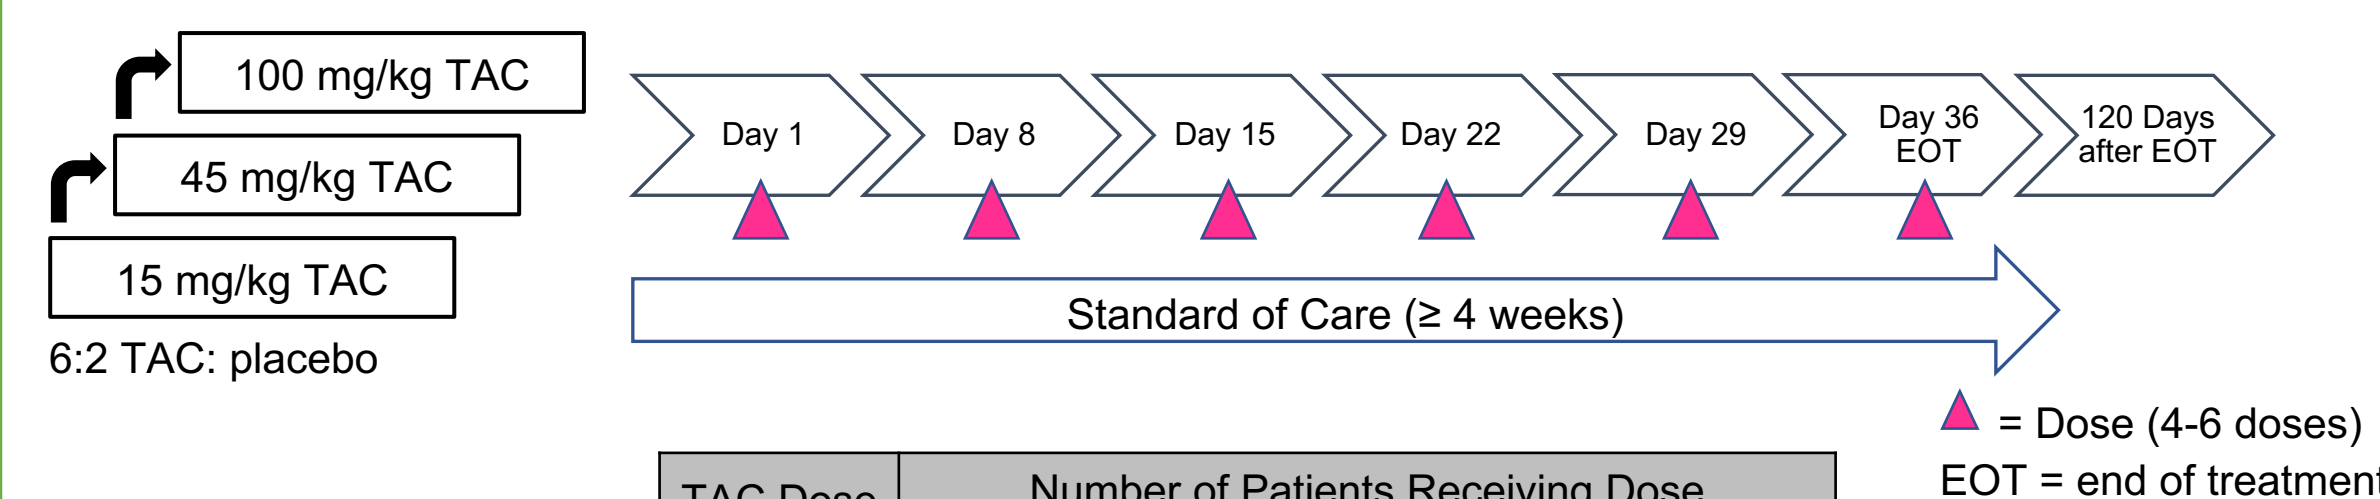 100 mg/kg TAC
45 mg/kg TAC
15 mg/kg TAC
6:2 TAC: placebo
Day 1
Day 8
Day 15
Day 22
Day 29
Day 36
EOT
120 Days
after EOT
Standard of Care (≥ 4 weeks)
= Dose (4-6 doses)
EOT = end of treatment
TAC Dose
Number of Patients Receiving Dose